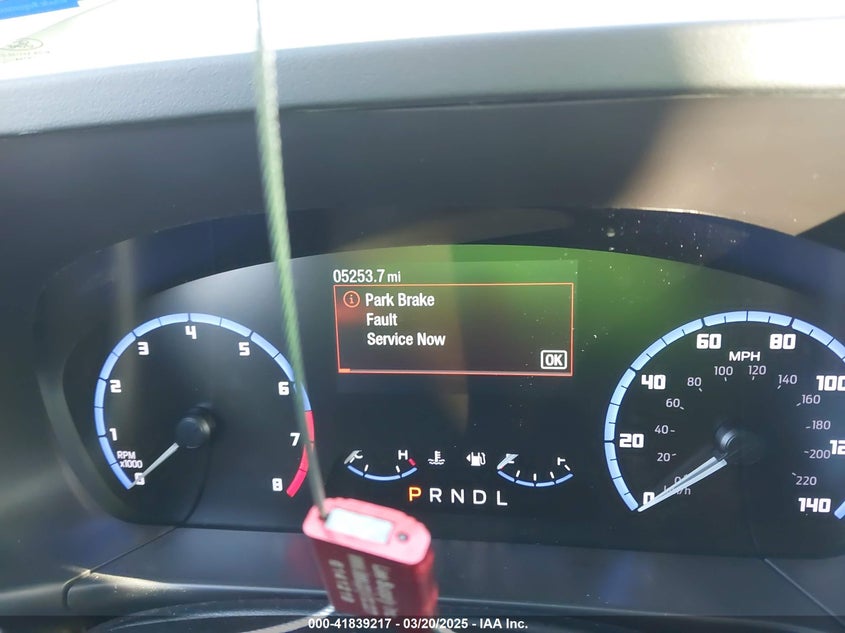 05253.7 mi
Park Brake
Fault
Service Now
OK
1
2
3
4
5
6
7
8
RPM
x1000
H
P R N D L
0
20
40
60
80
100
140
MPH
20
40
60
80
100
120
140
160
180
200
220
km/h
000-41839217 - 03/20/2025 - IAA Inc.